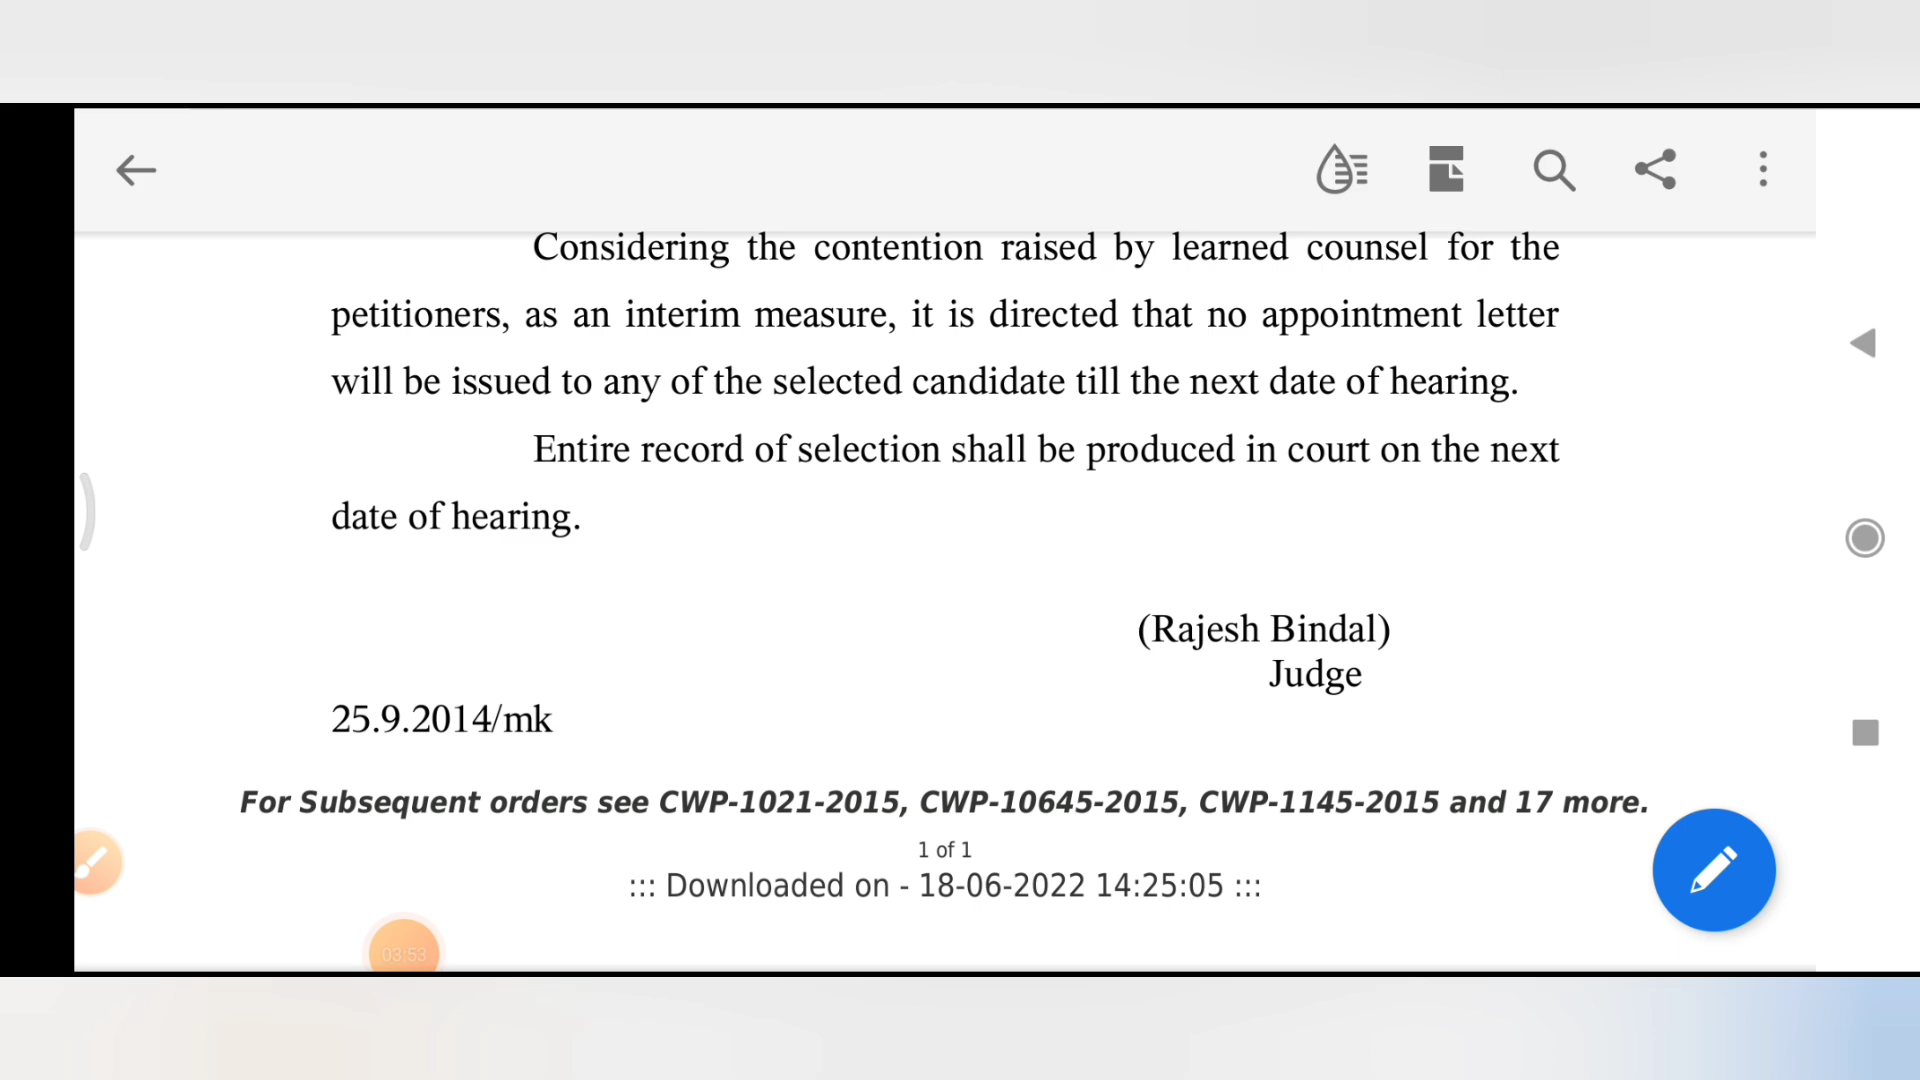 Considering the contention raised by learned counsel for the
petitioners, as an interim measure, it is directed that no appointment letter
will be issued to any of the selected candidate till the next date of hearing.
Entire record of selection shall be produced in court on the next
date of hearing.
(Rajesh Bindal)
Judge
25.9.2014/mk
For Subsequent orders see CWP-1021-2015, CWP-10645-2015, CWP-1145-2015 and 17 more.
1 of 1
::: Downloaded on - 18-06-2022 14:25:05 :::
03:53